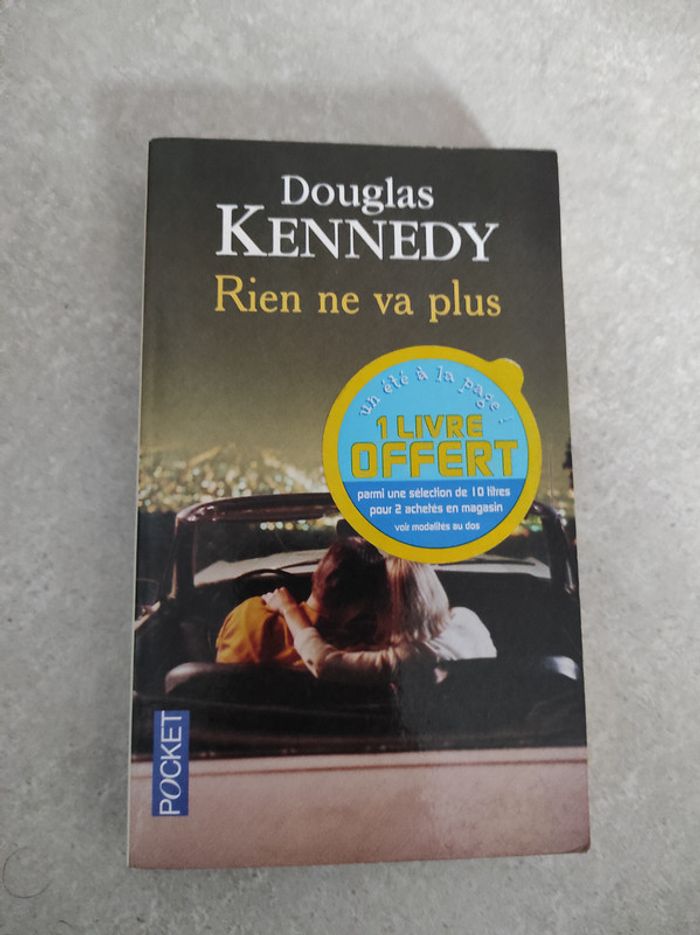 Douglas
KENNEDY
Rien ne va plus
un été à la page !
1 LIVRE
OFFERT
parmi une sélection de 10 titres
pour 2 achetés en magasin
voir modalités au dos
POCKET